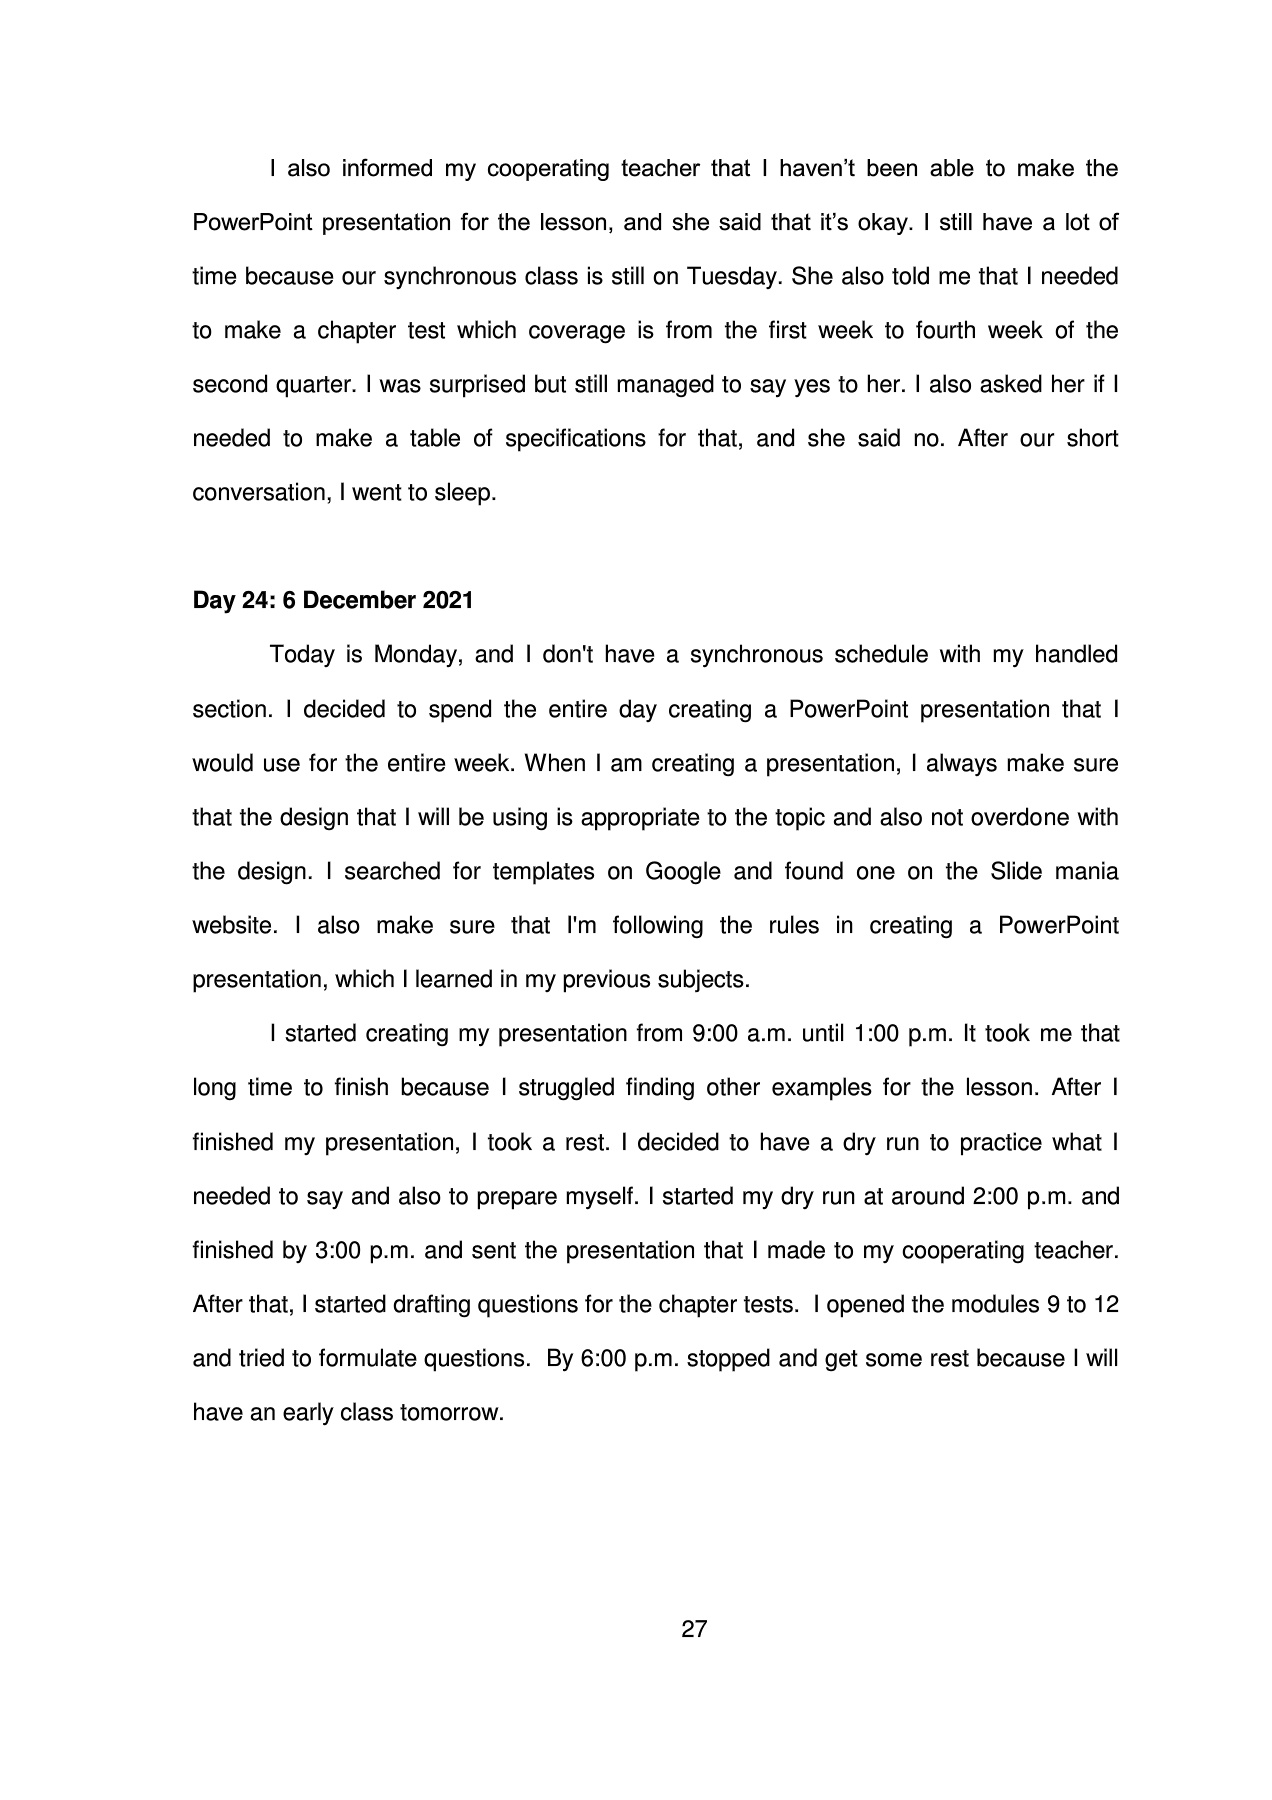 I also informed my cooperating teacher that I haven’t been able to make the
PowerPoint presentation for the lesson, and she said that it’s okay. I still have a lot of
time because our synchronous class is still on Tuesday. She also told me that I needed
to make a chapter test which coverage is from the first week to fourth week of the
second quarter. I was surprised but still managed to say yes to her. I also asked her if I
needed to make a table of specifications for that, and she said no. After our short
conversation, I went to sleep.
Day 24: 6 December 2021
Today is Monday, and I don't have a synchronous schedule with my handled
section. I decided to spend the entire day creating a PowerPoint presentation that I
would use for the entire week. When I am creating a presentation, I always make sure
that the design that I will be using is appropriate to the topic and also not overdone with
the design. I searched for templates on Google and found one on the Slide mania
website. I also make sure that I'm following the rules in creating a PowerPoint
presentation, which I learned in my previous subjects.
I started creating my presentation from 9:00 a.m. until 1:00 p.m. It took me that
long time to finish because I struggled finding other examples for the lesson. After I
finished my presentation, I took a rest. I decided to have a dry run to practice what I
needed to say and also to prepare myself. I started my dry run at around 2:00 p.m. and
finished by 3:00 p.m. and sent the presentation that I made to my cooperating teacher.
After that, I started drafting questions for the chapter tests.  I opened the modules 9 to 12
and tried to formulate questions.  By 6:00 p.m. stopped and get some rest because I will
have an early class tomorrow.
27